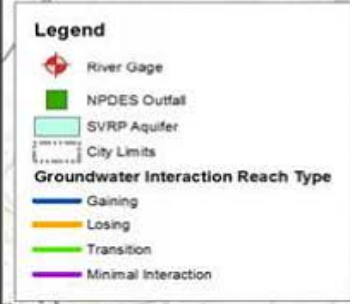 Legend
River Gage
NPDES Outfall
SVRP Aquifer
City Limits
Groundwater Interaction Reach Type
Gaining
Losing
Transition
Minimal Interaction